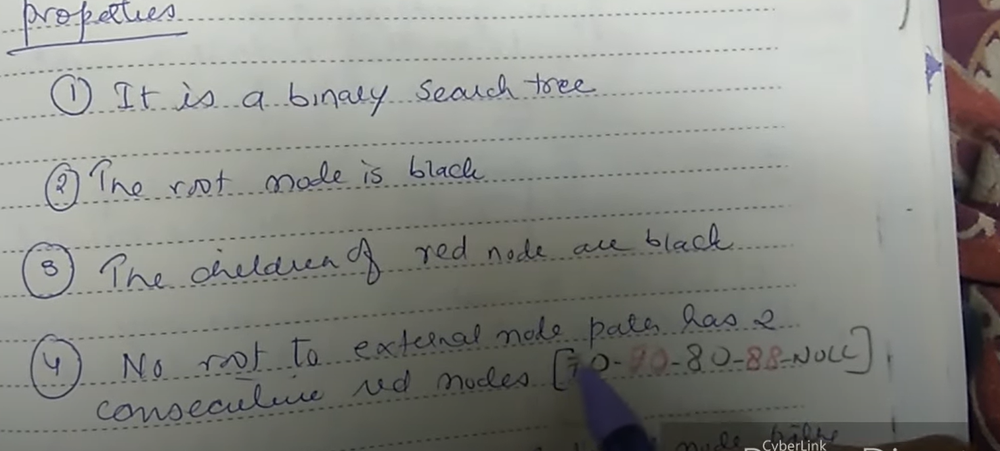 properties
① It is a binary search tree
② The root node is black
③ The children of red node are black
④ No root to external node path has 2
consecutive red nodes [70-90-80-88-NULL]
node
CyberLink